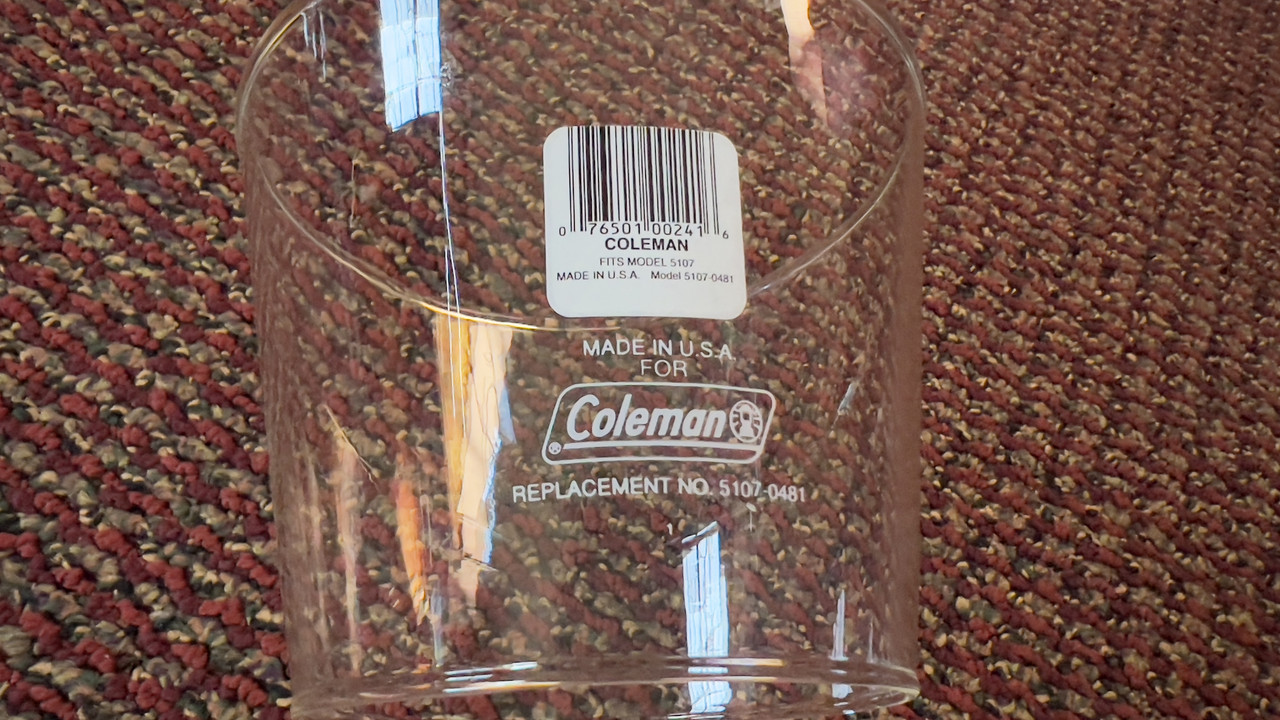 0 76501 00241 6
COLEMAN
FITS MODEL 5107
MADE IN U.S.A. Model 5107-0481
MADE IN U.S.A.
FOR
Coleman
®
REPLACEMENT NO. 5107-0481